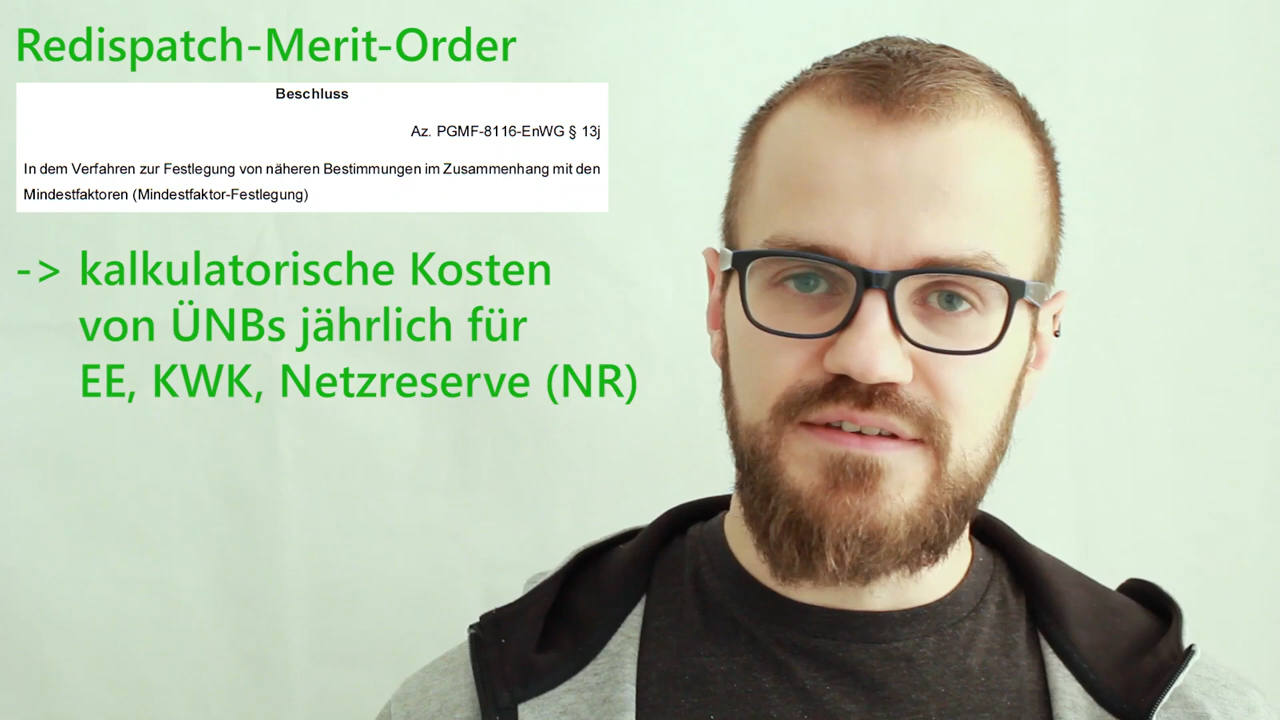 Redispatch-Merit-Order
Beschluss
Az. PGMF-8116-EnWG § 13j
In dem Verfahren zur Festlegung von näheren Bestimmungen im Zusammenhang mit den
Mindestfaktoren (Mindestfaktor-Festlegung)
-> kalkulatorische Kosten
von ÜNBs jährlich für
EE, KWK, Netzreserve (NR)